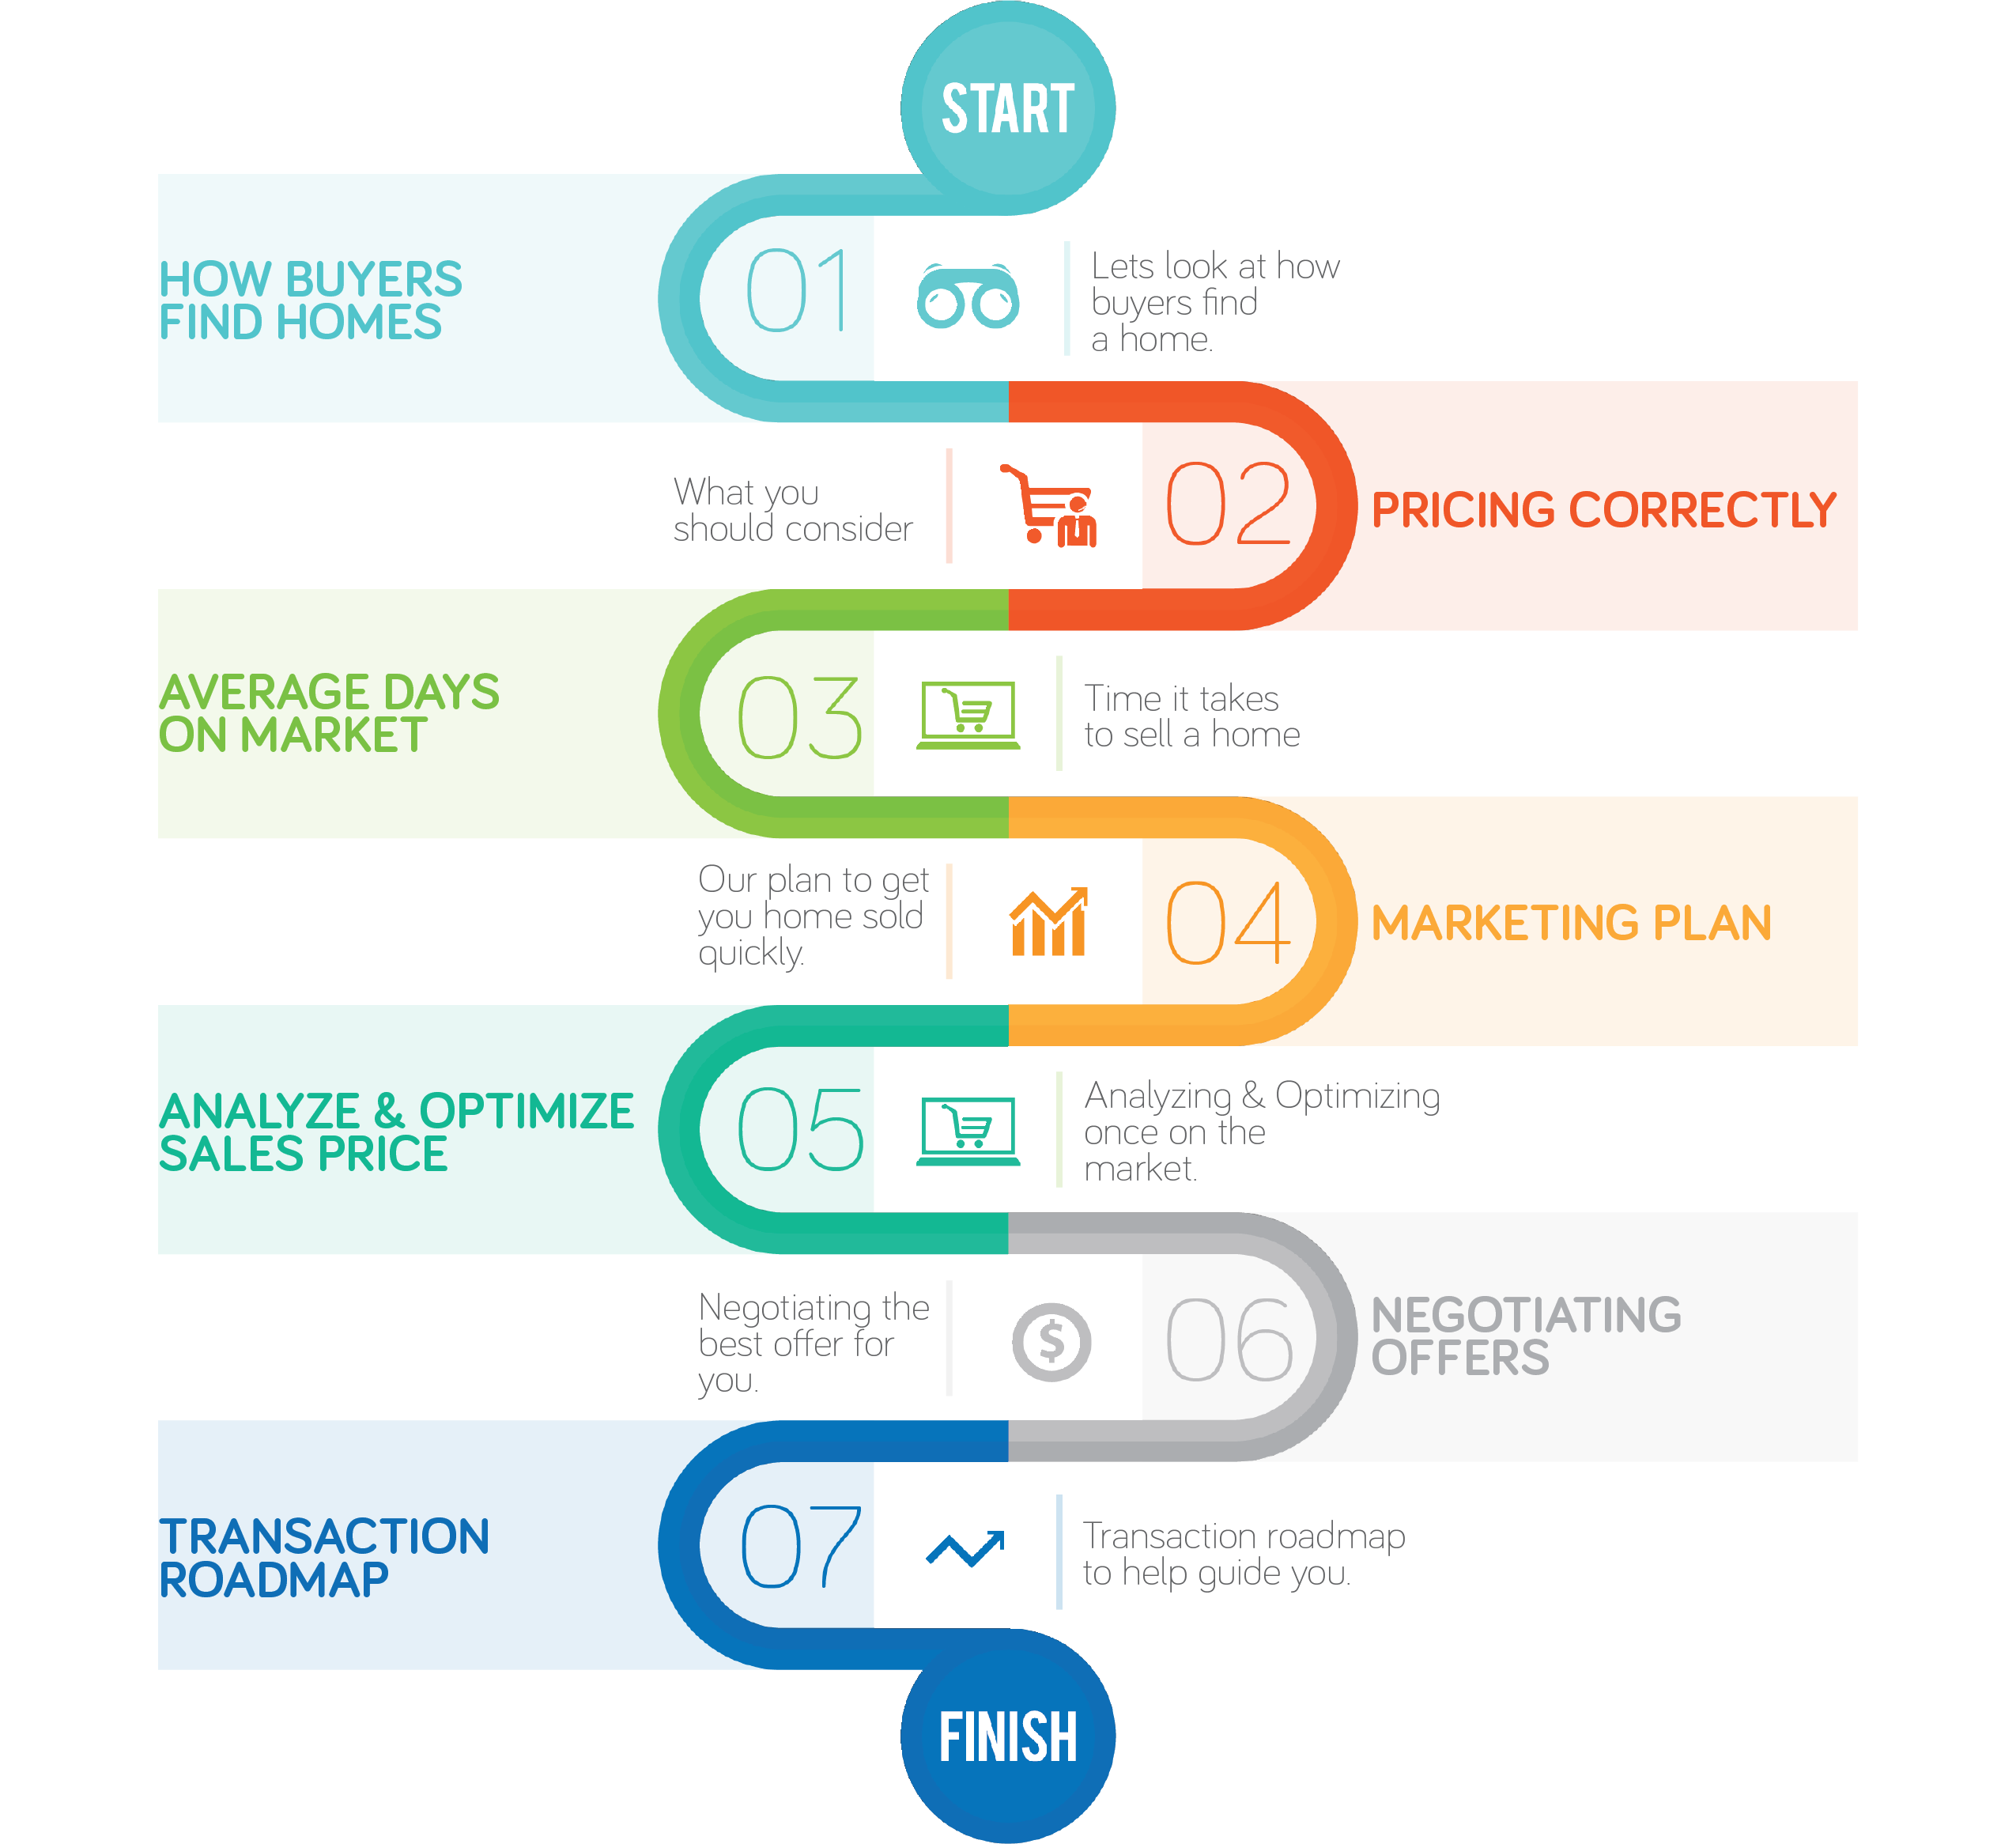 START
HOW BUYERS
FIND HOMES
01
Lets look at how
buyers find
a home.
What you
should consider
02
PRICING CORRECTLY
AVERAGE DAYS
ON MARKET
03
Time it takes
to sell a home
Our plan to get
you home sold
quickly.
04
MARKETING PLAN
ANALYZE & OPTIMIZE
SALES PRICE
05
Analyzing & Optimizing
once on the
market.
Negotiating the
best offer for
you.
$
06
NEGOTIATING
OFFERS
TRANSACTION
ROADMAP
07
Transaction roadmap
to help guide you.
FINISH